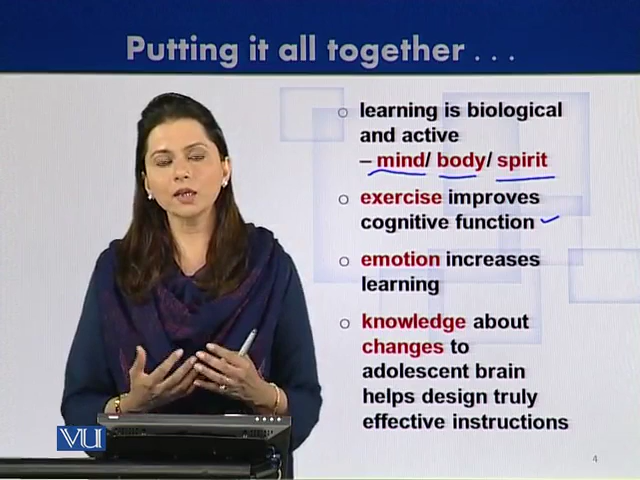 Putting it all together . . .
learning is biological
and active
– mind/ body/ spirit
exercise improves
cognitive function
emotion increases
learning
knowledge about
changes to
adolescent brain
helps design truly
effective instructions
VU
4